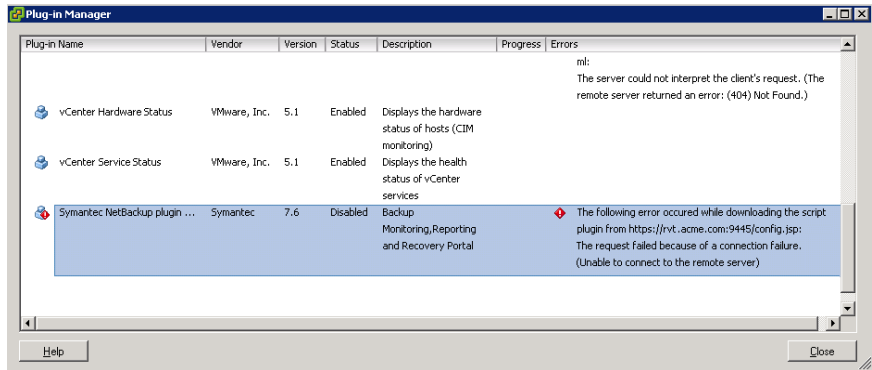 Plug-in Manager
Plug-in Name Vendor Version Status Description Progress Errors
ml:
The server could not interpret the client's request. (The
remote server returned an error: (404) Not Found.)
vCenter Hardware Status VMware, Inc. 5.1 Enabled Displays the hardware
status of hosts (CIM
monitoring)
vCenter Service Status VMware, Inc. 5.1 Enabled Displays the health
status of vCenter
services
Symantec NetBackup plugin ... Symantec 7.6 Disabled Backup The following error occured while downloading the script
Monitoring,Reporting plugin from https://rvt.acme.com:9445/config.jsp:
and Recovery Portal The request failed because of a connection failure.
(Unable to connect to the remote server)
Help Close